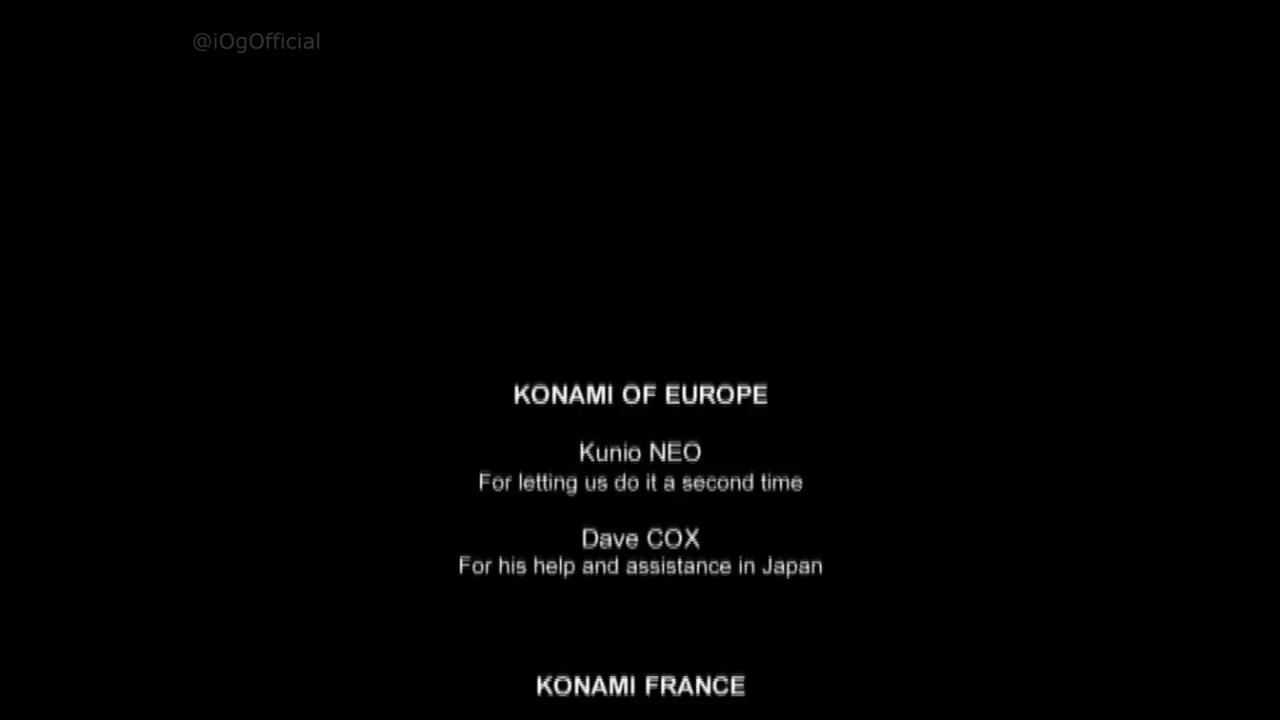 @iOgOfficial
KONAMI OF EUROPE
Kunio NEO
For letting us do it a second time
Dave COX
For his help and assistance in Japan
KONAMI FRANCE